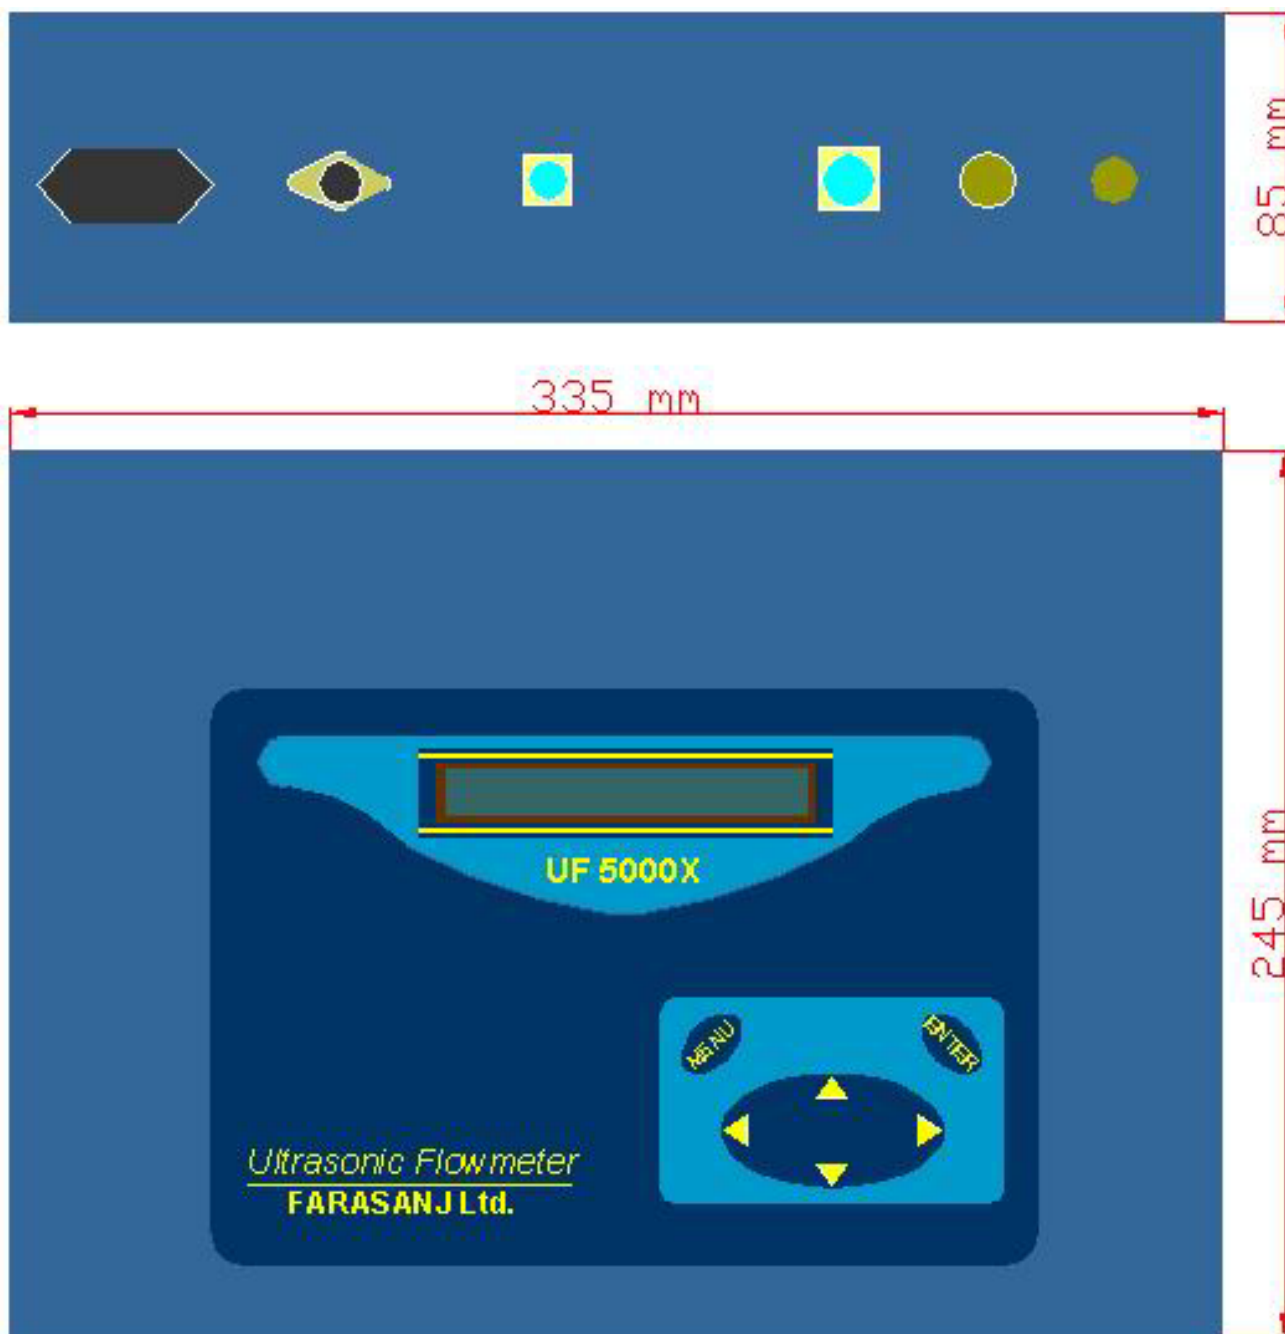 85 mm
335 mm
UF 5000X
245 mm
MENU
ENTER
Ultrasonic Flowmeter
FARASANJ Ltd.